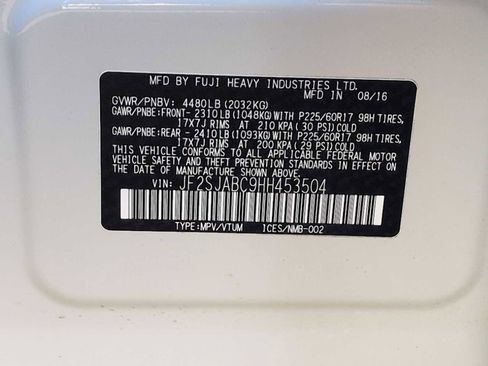 MFD BY FUJI HEAVY INDUSTRIES LTD.
MFD IN 08/16
GVWR/PNBV: 4480LB(2032KG)
GAWR/PNBE:FRONT- 2310LB(1048KG)WITH P225/60R17 98H TIRES,
17X7J RIMS AT 210 KPA(30 PSI)COLD
GAWR/PNBE:REAR - 2410LB(1093KG)WITH P225/60R17 98H TIRES,
17X7J RIMS AT 200 KPA(29 PSI)COLD
THIS VEHICLE CONFORMS TO ALL APPLICABLE FEDERAL
MOTOR VEHICLE SAFETY STANDARDS IN EFFECT ON
THE DATE OF MANUFACTURE SHOWN ABOVE.
VIN: JF2SJABC9HH453504
TYPE:MPV/VTUM ICES/NMB-002